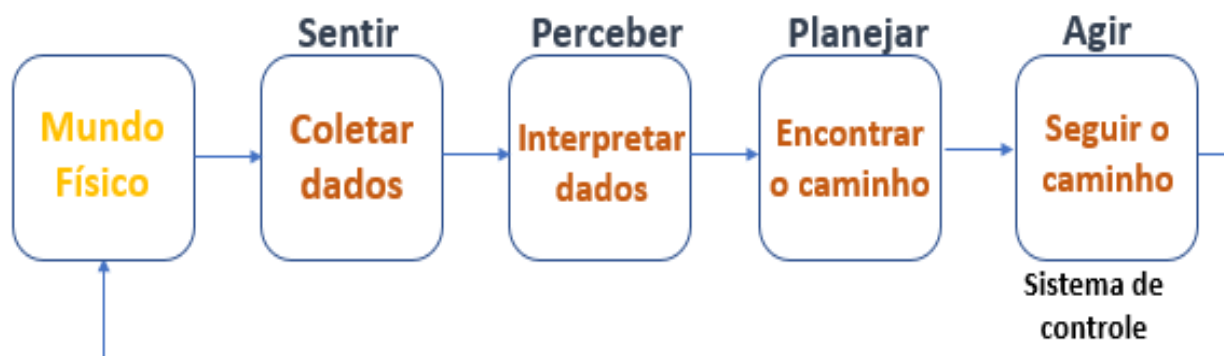 Sentir
Perceber
Planejar
Agir
Mundo
Físico
Coletar
dados
Interpretar
dados
Encontrar
o caminho
Seguir o
caminho
Sistema de
controle